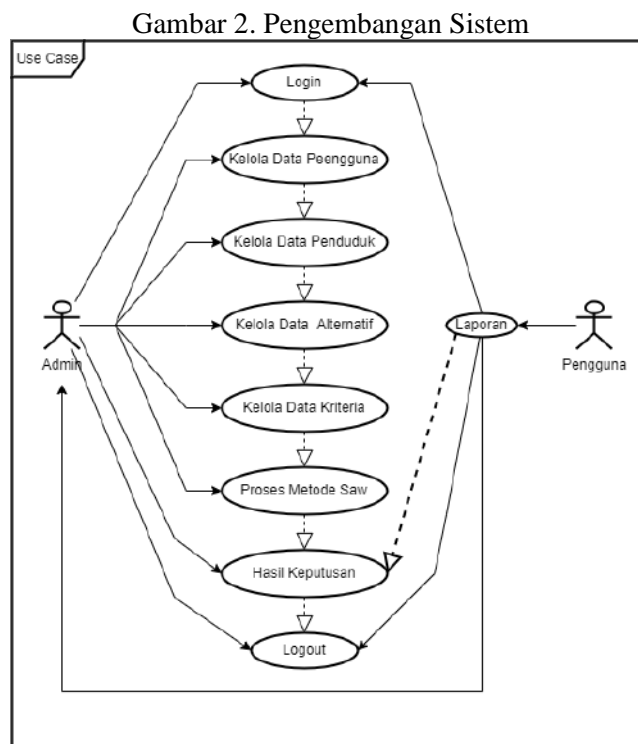 Gambar 2. Pengembangan Sistem
Use Case
Login
Kelola Data Peengguna
Kelola Data Penduduk
Kelola Data Alternatif
Laporan
Admin
Pengguna
Kelola Data Kriteria
Proses Metode Saw
Hasil Keputusan
Logout